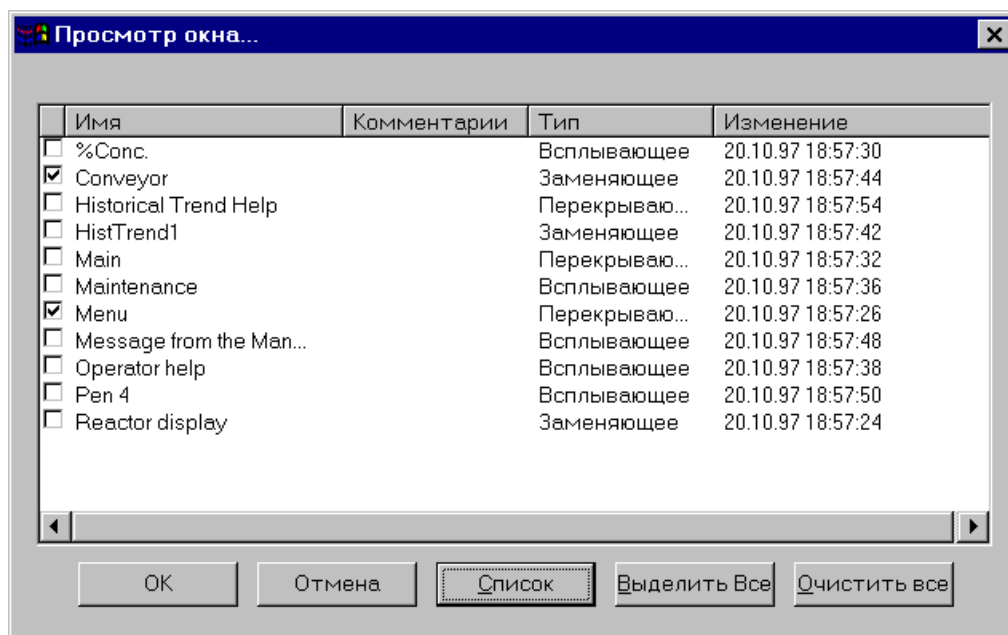 Просмотр окна...
Имя Комментарии Тип Изменение
%Conc. Всплывающее 20.10.97 18:57:30
Conveyor Заменяющее 20.10.97 18:57:44
Historical Trend Help Перекрываю... 20.10.97 18:57:54
HistTrend1 Заменяющее 20.10.97 18:57:42
Main Перекрываю... 20.10.97 18:57:32
Maintenance Всплывающее 20.10.97 18:57:36
Menu Перекрываю... 20.10.97 18:57:26
Message from the Man... Всплывающее 20.10.97 18:57:48
Operator help Всплывающее 20.10.97 18:57:38
Pen 4 Всплывающее 20.10.97 18:57:50
Reactor display Заменяющее 20.10.97 18:57:24
OK Отмена Список Выделить Все Очистить все